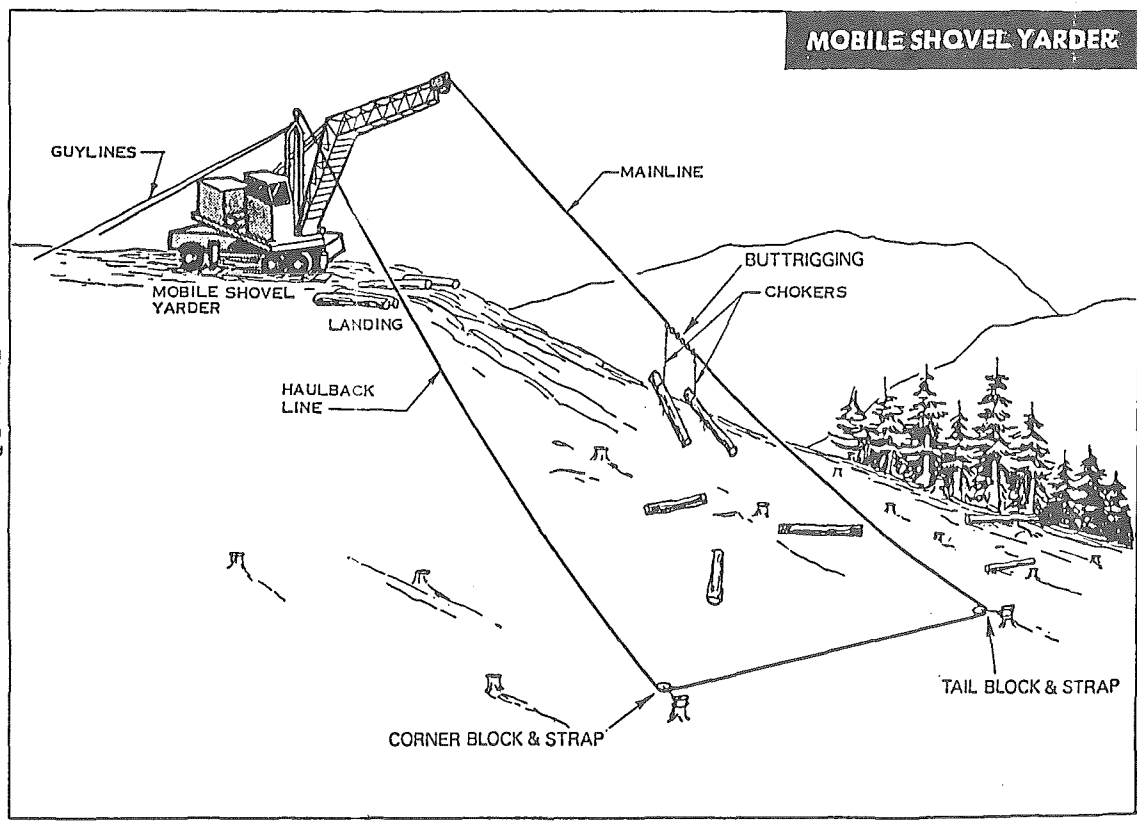 MOBILE SHOVEL YARDER
GUYLINES
MAINLINE
BUTTRIGGING
CHOKERS
MOBILE SHOVEL
YARDER
LANDING
HAULBACK
LINE
TAIL BLOCK & STRAP
CORNER BLOCK & STRAP